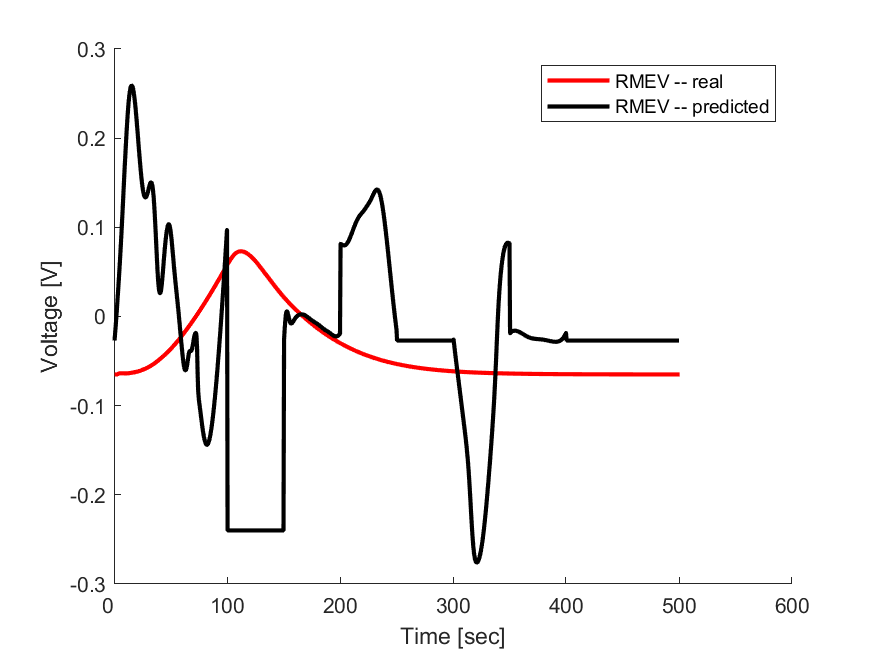 0.3
0.2
0.1
0
-0.1
-0.2
-0.3
Voltage [V]
RMEV -- real
RMEV -- predicted
0 100 200 300 400 500 600
Time [sec]